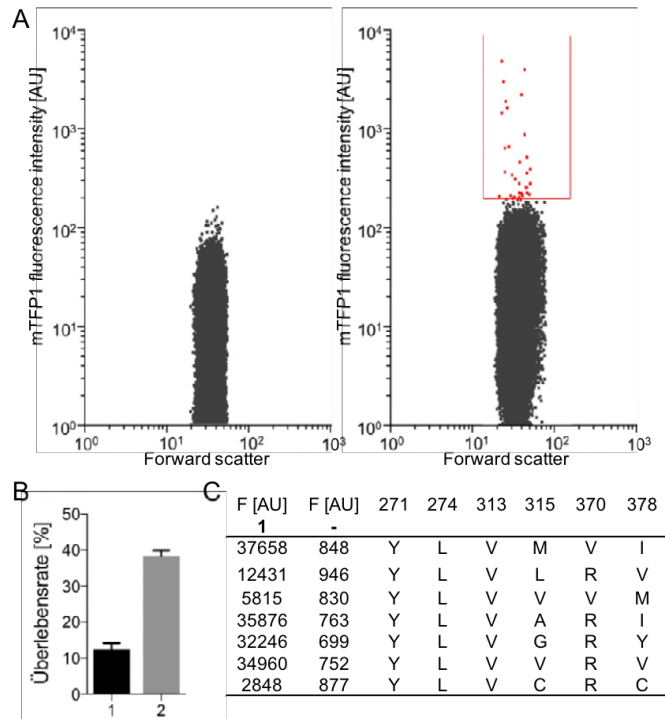 A
mTFP1 fluorescence intensity [AU]
10⁴
10³
10²
10¹
10⁰
10⁰ 10¹ 10² 10³
Forward scatter
mTFP1 fluorescence intensity [AU]
10⁴
10³
10²
10¹
10⁰
10⁰ 10¹ 10² 10³
Forward scatter
B
Überlebensrate [%]
50
40
30
20
10
0
1 2
C
F [AU] F [AU] 271 274 313 315 370 378
1 -
37658 848 Y L V M V I
12431 946 Y L V L R V
5815 830 Y L V V V M
35876 763 Y L V A R I
32246 699 Y L V G R Y
34960 752 Y L V V R V
2848 877 Y L V C R C